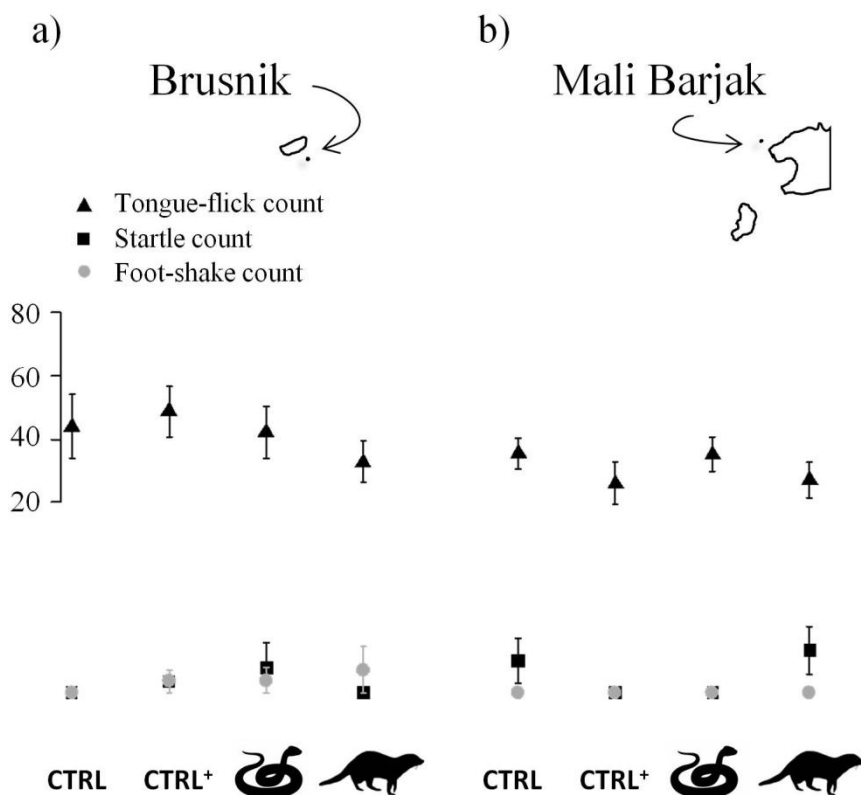 a)
b)
Brusnik
Mali Barjak
Tongue-flick count
Startle count
Foot-shake count
80
60
40
20
CTRL
CTRL+
CTRL
CTRL+